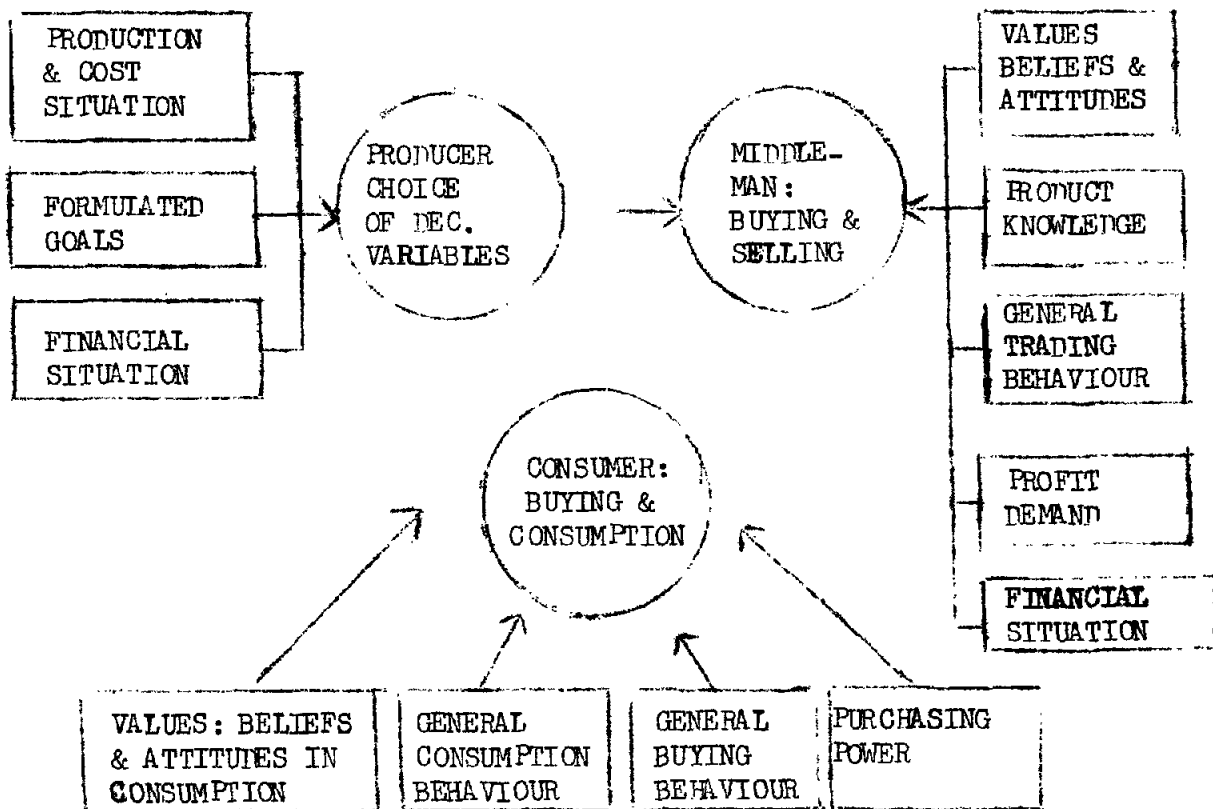 PRODUCTION
& COST
SITUATION
FORMULATED
GOALS
FINANCIAL
SITUATION
PRODUCER
CHOICE
OF DEC.
VARIABLES
MIDDLE-
MAN:
BUYING &
SELLING
VALUES
BELIEFS &
ATTITUDES
PRODUCT
KNOWLEDGE
GENERAL
TRADING
BEHAVIOUR
PROFIT
DEMAND
FINANCIAL
SITUATION
CONSUMER:
BUYING &
CONSUMPTION
VALUES: BELIEFS
& ATTITUDES IN
CONSUMPTION
GENERAL
CONSUMPTION
BEHAVIOUR
GENERAL
BUYING
BEHAVIOUR
PURCHASING
POWER